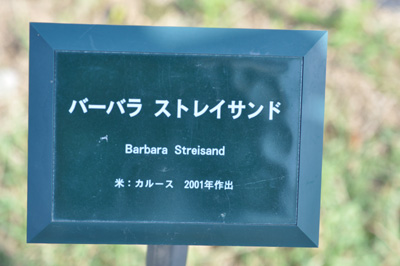 バーバラ ストレイサンド
Barbara Streisand
米：カルース 2001年作出